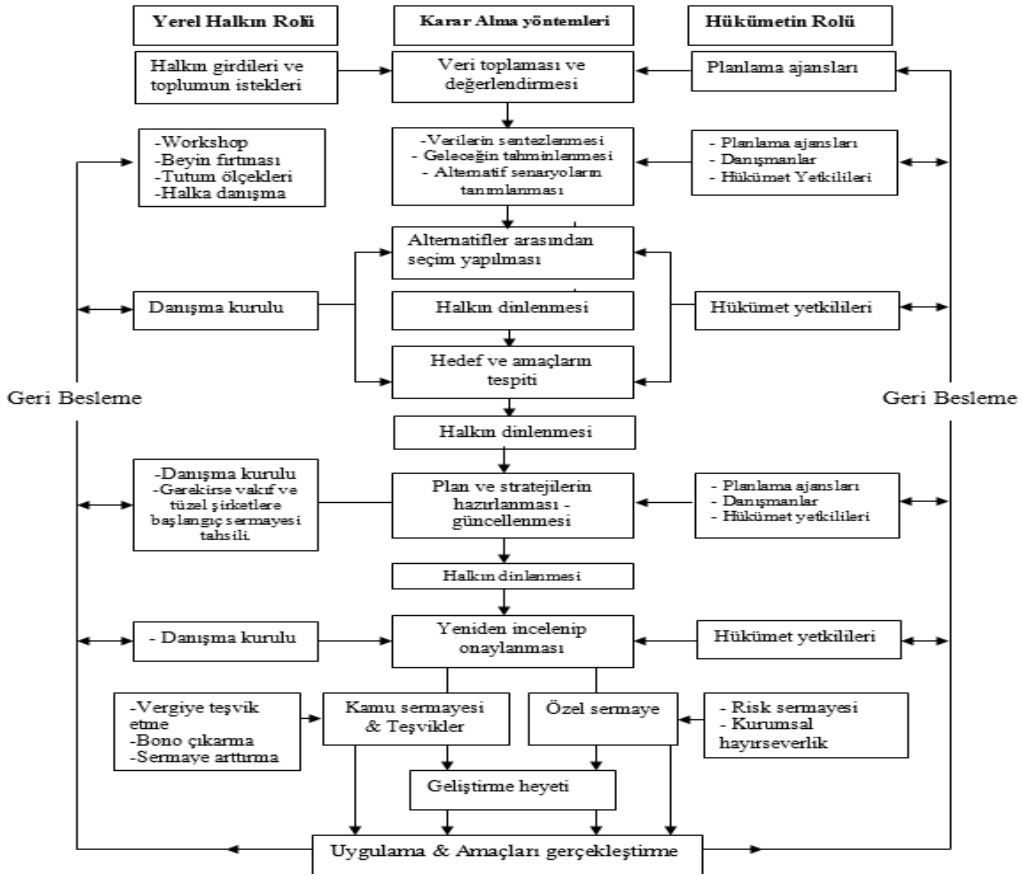 Yerel Halkın Rolü
Karar Alma yöntemleri
Hükümetin Rolü
Halkın girdileri ve
toplumun istekleri
Veri toplaması ve
değerlendirmesi
Planlama ajansları
-Workshop
-Beyin fırtınası
-Tutum ölçekleri
-Halka danışma
-Verilerin sentezlenmesi
- Geleceğin tahminlenmesi
- Alternatif senaryoların
tanımlanması
- Planlama ajansları
- Danışmanlar
- Hükümet Yetkilileri
Alternatifler arasından
seçim yapılması
Danışma kurulu
Halkın dinlenmesi
Hükümet yetkilileri
Hedef ve amaçların
tespiti
Geri Besleme
Geri Besleme
Halkın dinlenmesi
-Danışma kurulu
-Gerekirse vakıf ve
tüzel şirketlere
başlangıç sermayesi
tahsili.
Plan ve stratejilerin
hazırlanması -
güncellenmesi
- Planlama ajansları
- Danışmanlar
- Hükümet yetkilileri
Halkın dinlenmesi
- Danışma kurulu
Yeniden incelenip
onaylanması
Hükümet yetkilileri
-Vergiye teşvik
etme
-Bono çıkarma
-Sermaye arttırma
Kamu sermayesi
& Teşvikler
Özel sermaye
- Risk sermayesi
- Kurumsal
hayırseverlik
Geliştirme heyeti
Uygulama & Amaçları gerçekleştirme